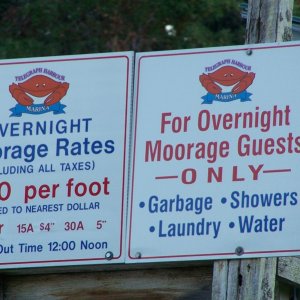 TELEGRAPH HARBOUR
MARINA
OVERNIGHT
orage Rates
LUDING ALL TAXES)
0 per foot
ED TO NEAREST DOLLAR
r 15A $4" 30A 5"
Out Time 12:00 Noon
TELEGRAPH HARBOUR
MARINA
For Overnight
Moorage Guests
—ONLY—
•Garbage •Showers
•Laundry •Water